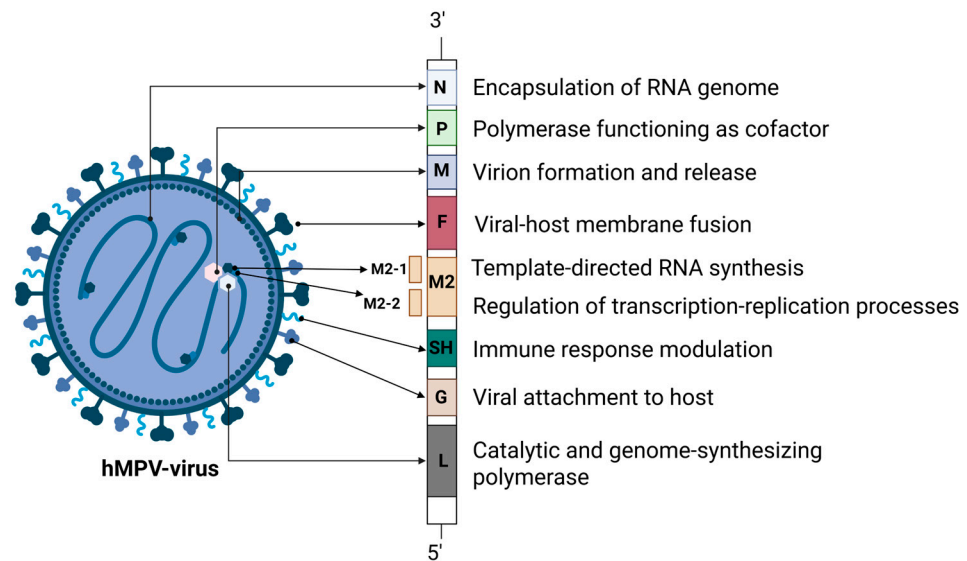 3'
N Encapsulation of RNA genome
P Polymerase functioning as cofactor
M Virion formation and release
F Viral-host membrane fusion
M2-1 Template-directed RNA synthesis
M2
M2-2 Regulation of transcription-replication processes
SH Immune response modulation
G Viral attachment to host
L Catalytic and genome-synthesizing
polymerase
hMPV-virus
5'